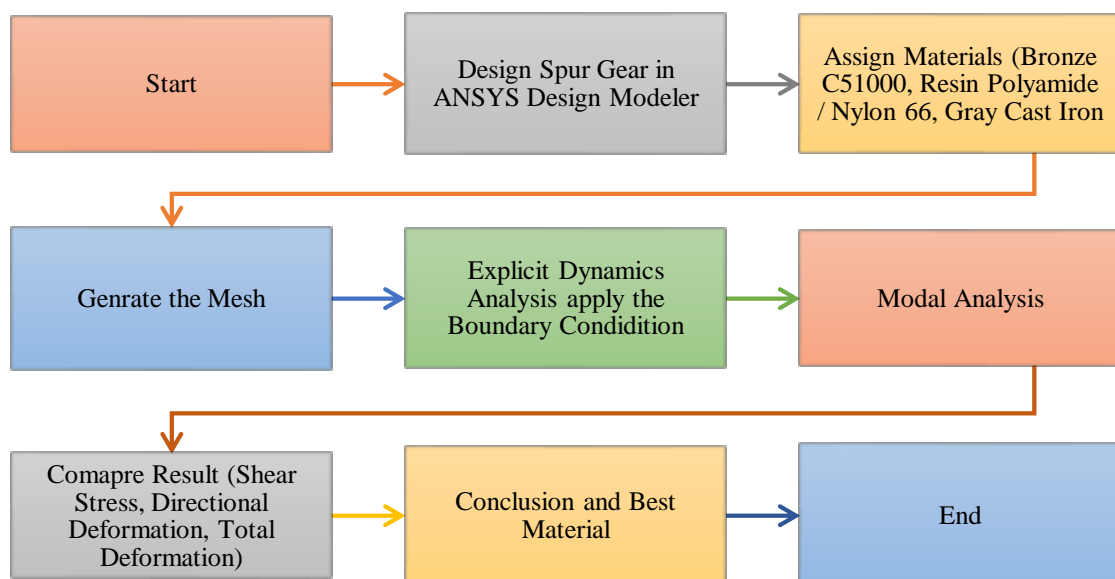 Start
Design Spur Gear in
ANSYS Design Modeler
Assign Materials (Bronze
C51000, Resin Polyamide
/ Nylon 66, Gray Cast Iron
Genrate the Mesh
Explicit Dynamics
Analysis apply the
Boundary Condidition
Modal Analysis
Comapre Result (Shear
Stress, Directional
Deformation, Total
Deformation)
Conclusion and Best
Material
End